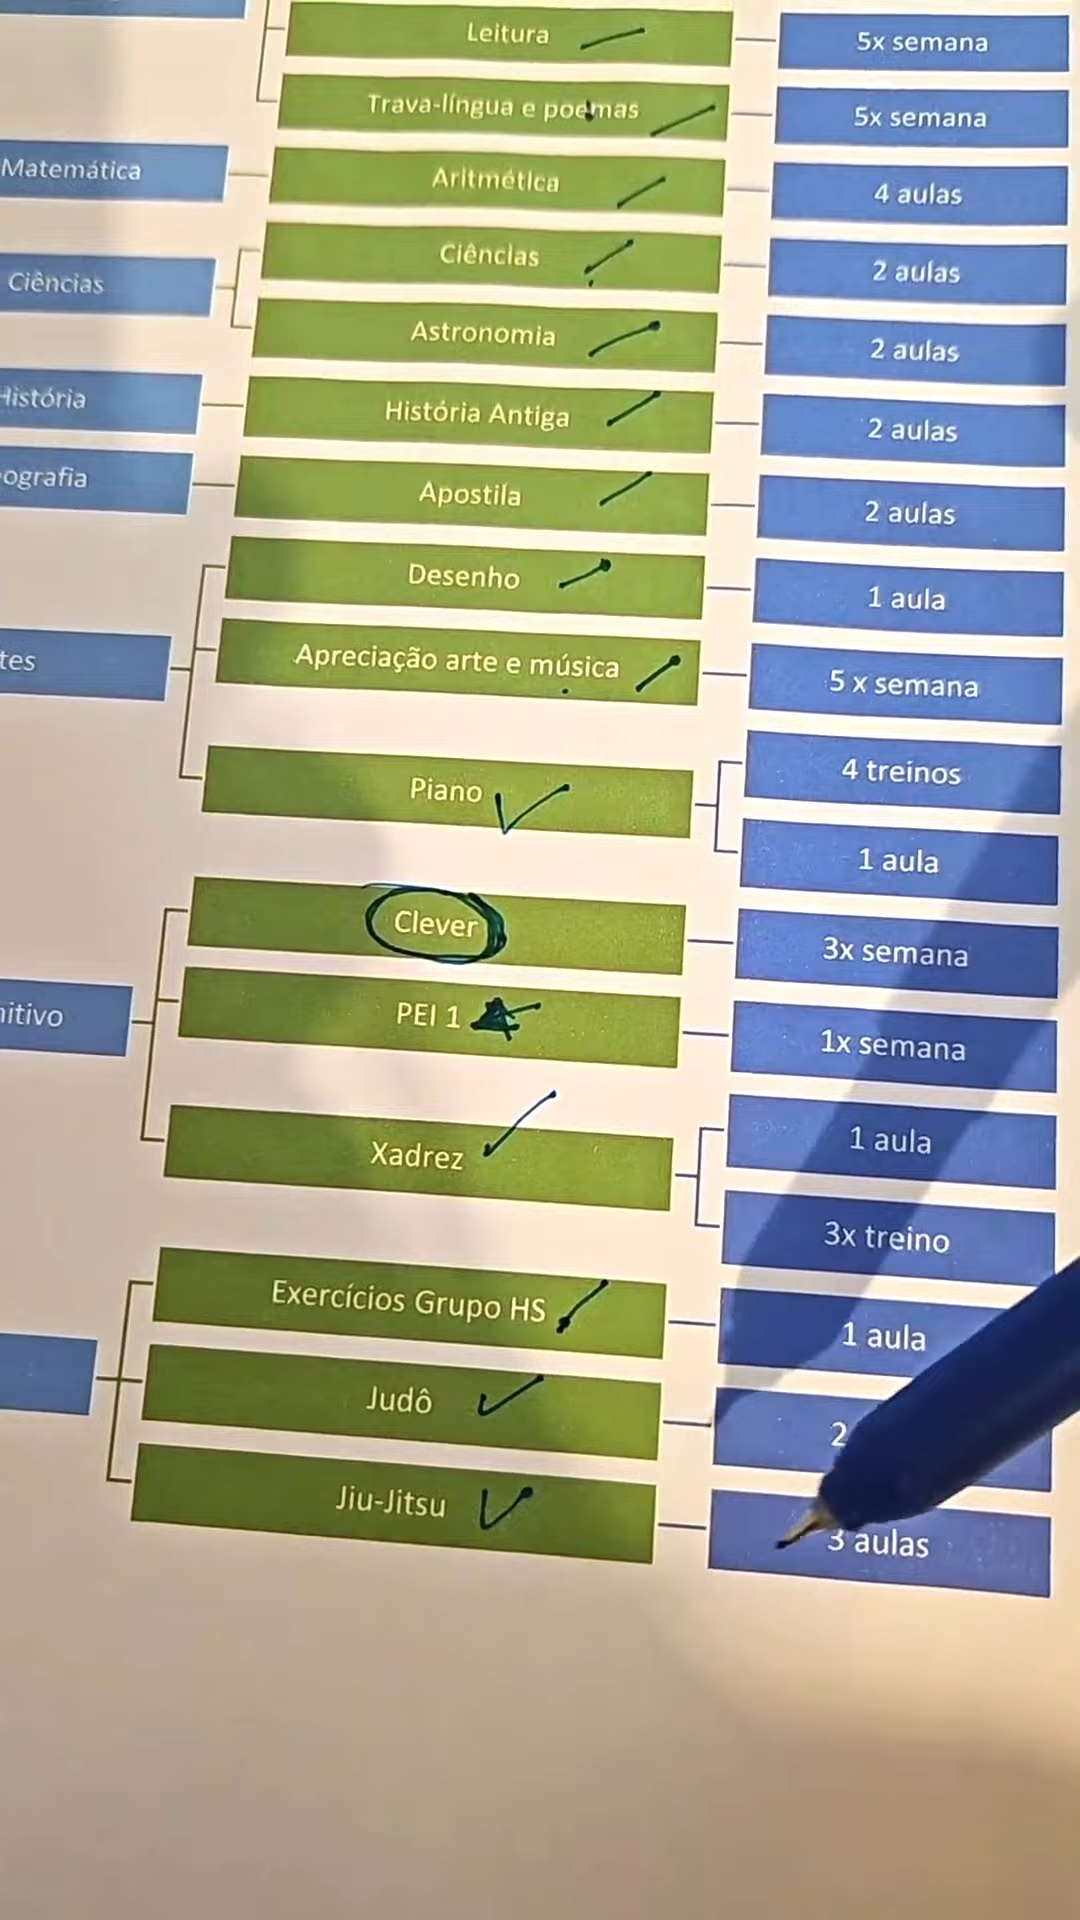 Leitura
5x semana
Trava-língua e poemas
5x semana
Matemática
Aritmética
4 aulas
Ciências
Ciências
2 aulas
Astronomia
2 aulas
História
História Antiga
2 aulas
ografia
Apostila
2 aulas
Desenho
1 aula
tes
Apreciação arte e música
5 x semana
Piano
4 treinos
1 aula
Clever
3x semana
nitivo
PEI 1
1x semana
Xadrez
1 aula
3x treino
Exercícios Grupo HS
1 aula
Judô
2
Jiu-Jitsu
3 aulas